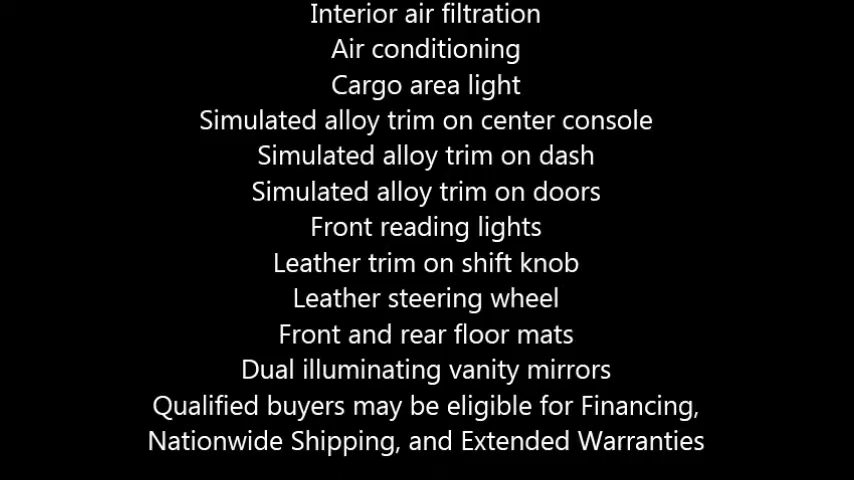 Interior air filtration
Air conditioning
Cargo area light
Simulated alloy trim on center console
Simulated alloy trim on dash
Simulated alloy trim on doors
Front reading lights
Leather trim on shift knob
Leather steering wheel
Front and rear floor mats
Dual illuminating vanity mirrors
Qualified buyers may be eligible for Financing,
Nationwide Shipping, and Extended Warranties